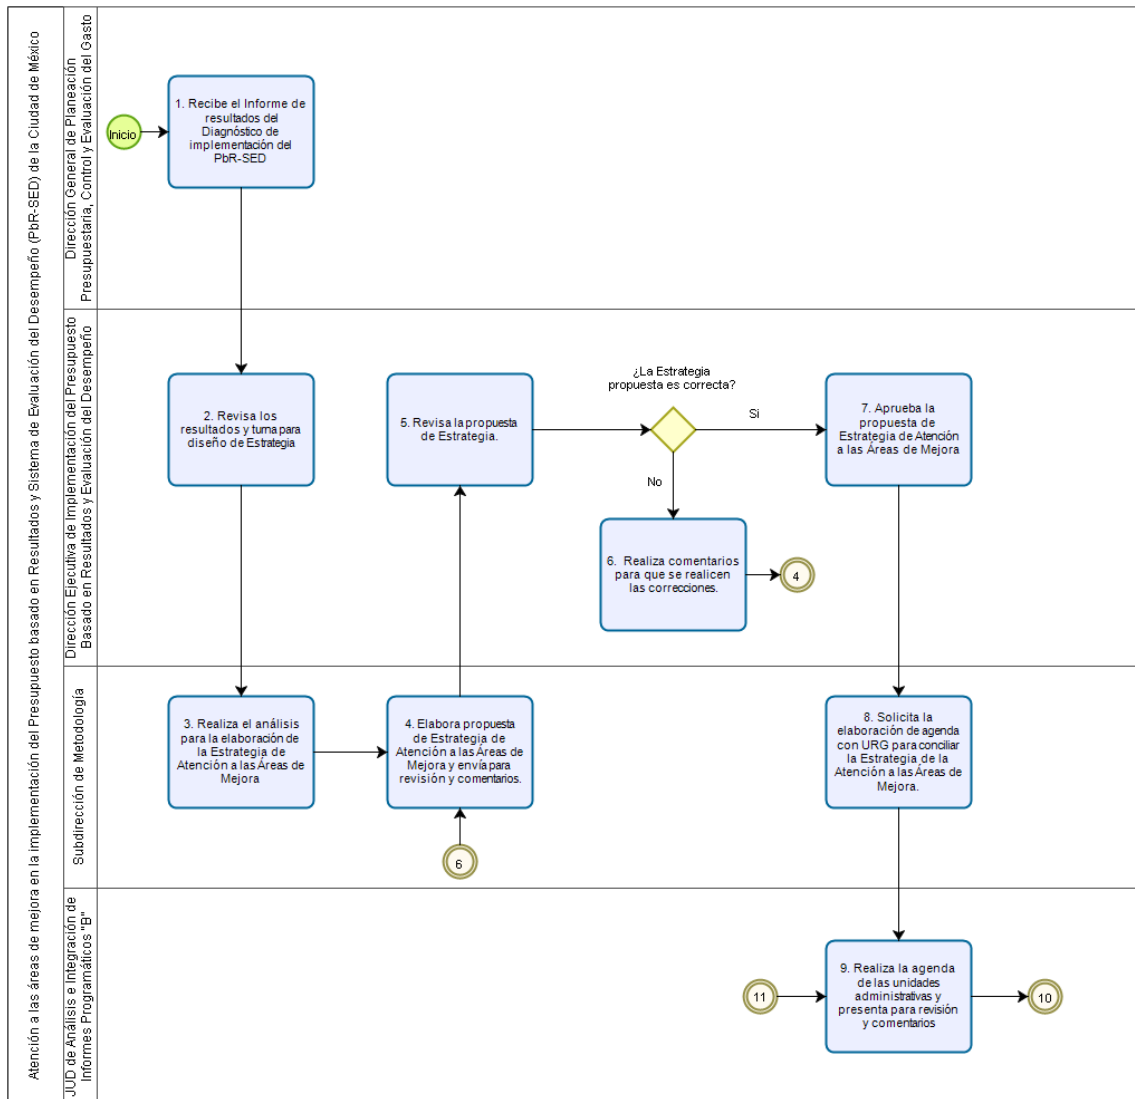 Atención a las áreas de mejora en la implementación del Presupuesto basado en Resultados y Sistema de Evaluación del Desempeño (PbR-SED) de la Ciudad de México
Dirección General de Planeación
Presupuestaria, Control y Evaluación del Gasto
Inicio
1. Recibe el Informe de
resultados del
Diagnóstico de
implementación del
PbR-SED
Dirección Ejecutiva de Implementación del Presupuesto
Basado en Resultados y Evaluación del Desempeño
2. Revisa los
resultados y turna para
diseño de Estrategia
5. Revisa la propuesta
de Estrategia.
¿La Estrategia
propuesta es correcta?
Si
No
7. Aprueba la
propuesta de
Estrategia de Atención
a las Áreas de Mejora
6. Realiza comentarios
para que se realicen
las correcciones.
4
Subdirección de Metodología
3. Realiza el análisis
para la elaboración de
la Estrategia de
Atención a las Áreas de
Mejora
4. Elabora propuesta
de Estrategia de
Atención a las Áreas de
Mejora y envía para
revisión y comentarios.
6
8. Solicita la
elaboración de agenda
con URG para conciliar
la Estrategia de la
Atención a las Áreas de
Mejora.
JUD de Análisis e Integración de
Informes Programáticos "B"
11
9. Realiza la agenda
de las unidades
administrativas y
presenta para revisión
y comentarios
10